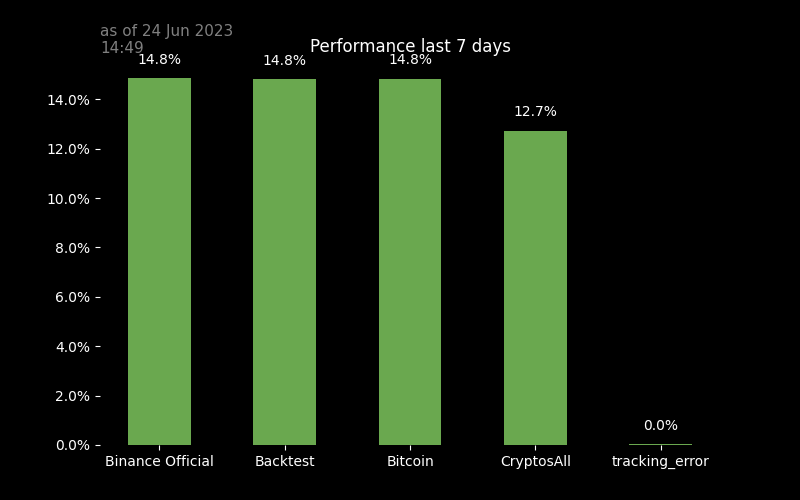 as of 24 Jun 2023
14:49
Performance last 7 days
14.8%
14.8%
14.8%
12.7%
0.0%
14.0%
12.0%
10.0%
8.0%
6.0%
4.0%
2.0%
0.0%
Binance Official
Backtest
Bitcoin
CryptosAll
tracking_error